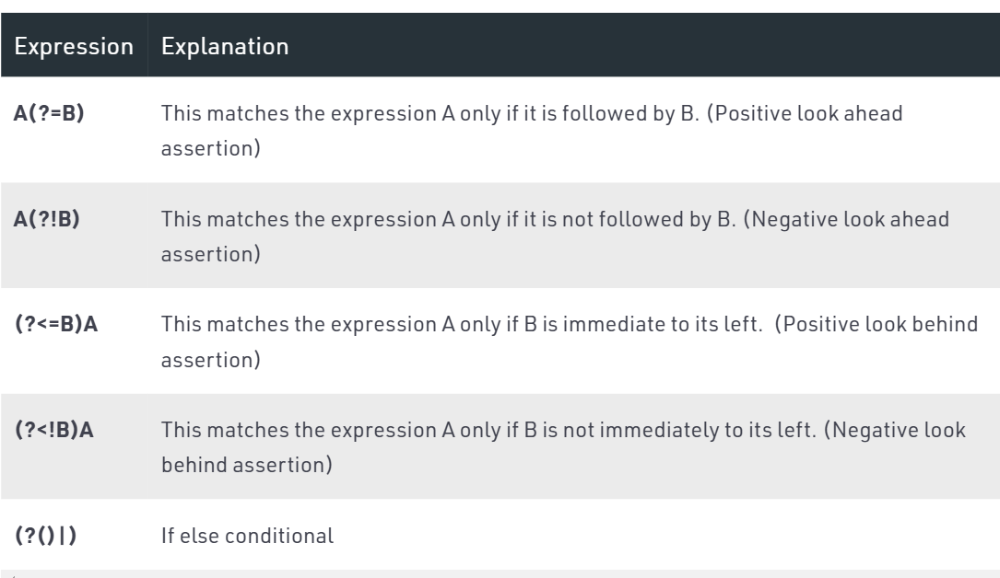 Expression Explanation
A(?=B) This matches the expression A only if it is followed by B. (Positive look ahead
assertion)
A(?!B) This matches the expression A only if it is not followed by B. (Negative look ahead
assertion)
(?<=B)A This matches the expression A only if B is immediate to its left. (Positive look behind
assertion)
(?<!B)A This matches the expression A only if B is not immediately to its left. (Negative look
behind assertion)
(?()|) If else conditional